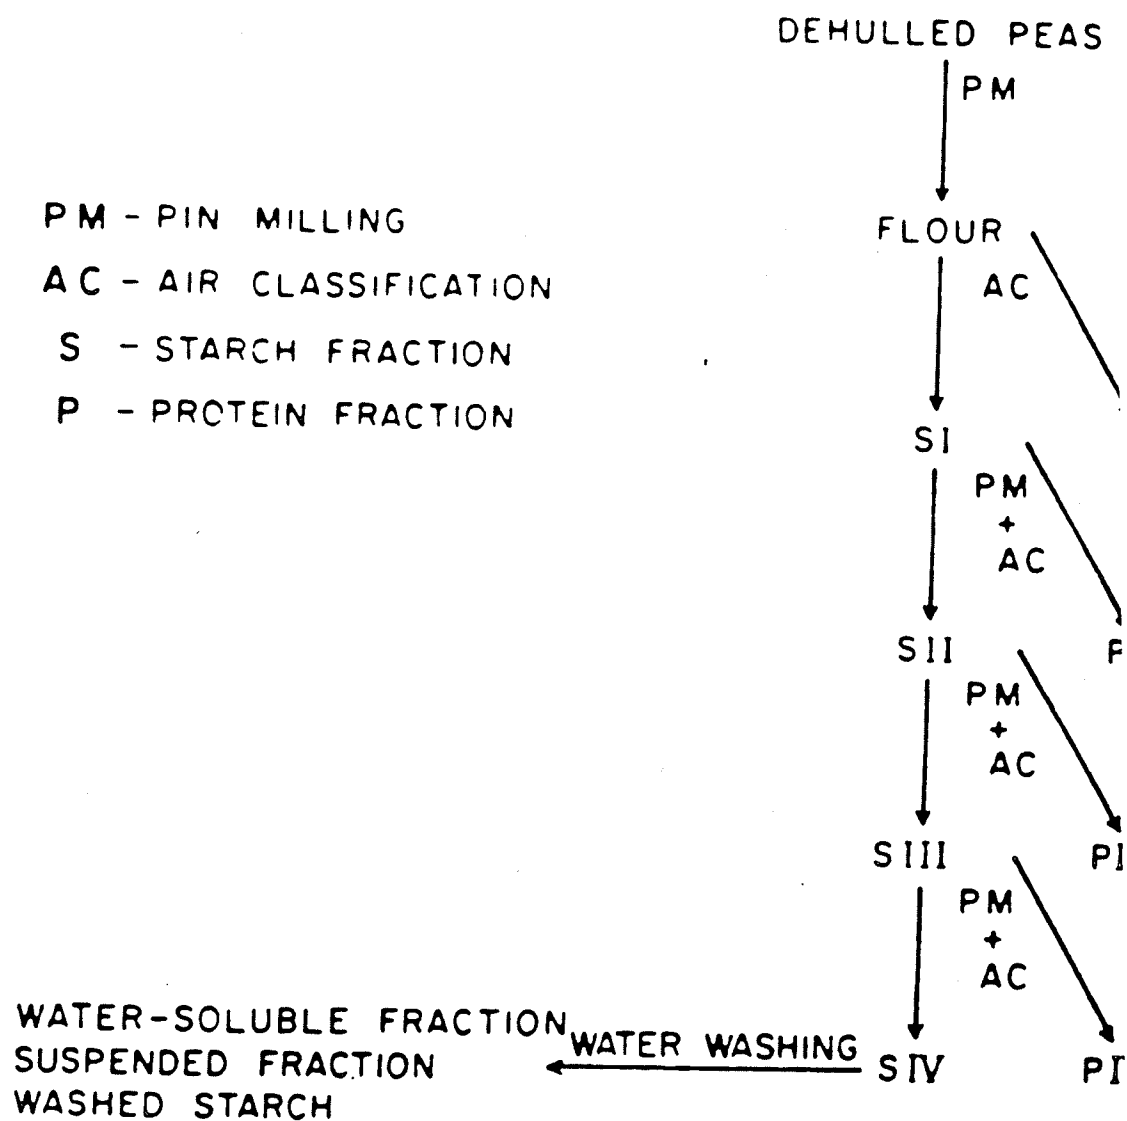 DEHULLED PEAS
PM
PM - PIN MILLING
FLOUR
AC - AIR CLASSIFICATION
AC
S - STARCH FRACTION
P - PROTEIN FRACTION
SI
PM
+
AC
SII
PM
+
AC
SIII
PM
+
AC
WATER-SOLUBLE FRACTION
WATER WASHING
SIV
SUSPENDED FRACTION
WASHED STARCH